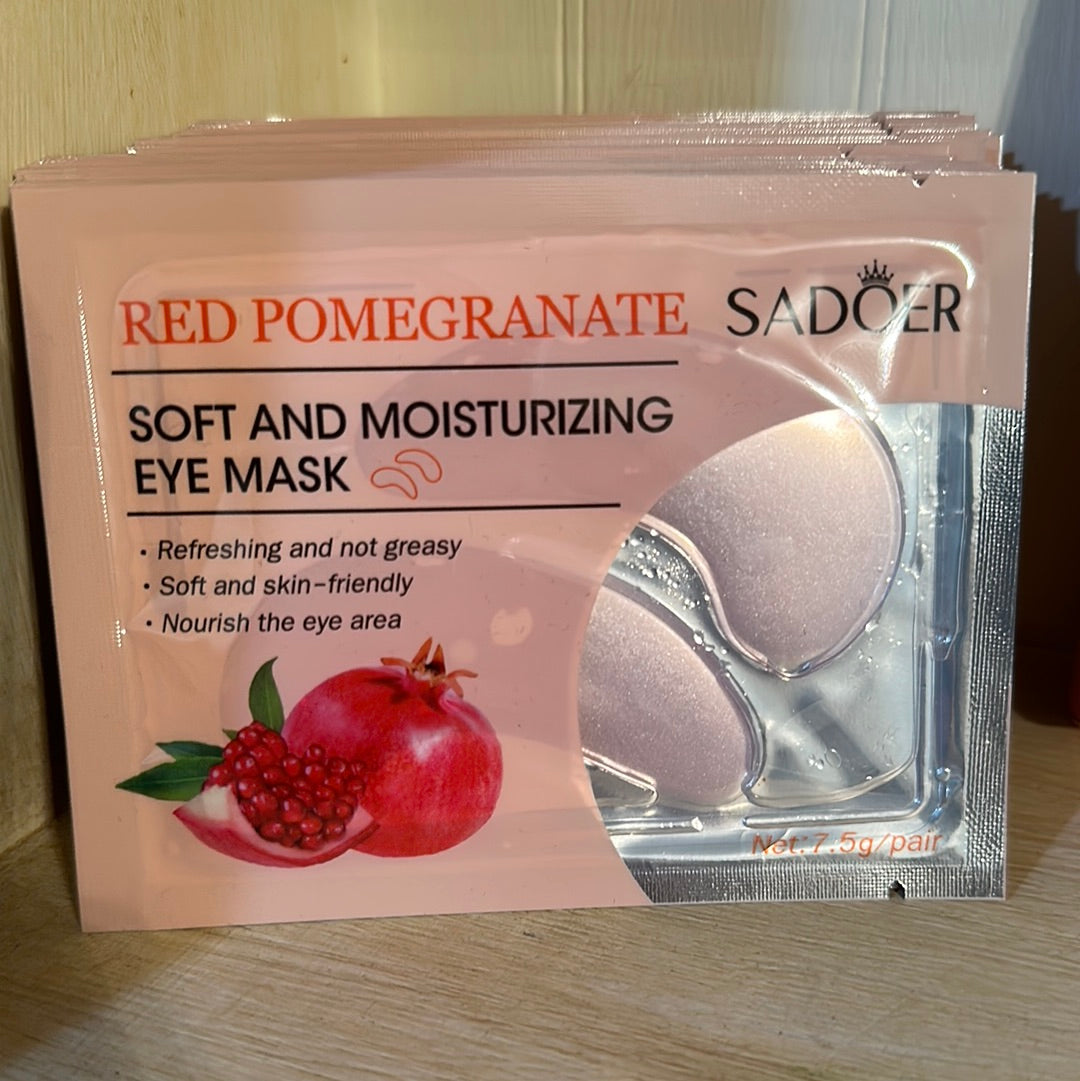 RED POMEGRANATE
SADOER
SOFT AND MOISTURIZING
EYE MASK
• Refreshing and not greasy
• Soft and skin-friendly
• Nourish the eye area
Net: 7.5g/pair